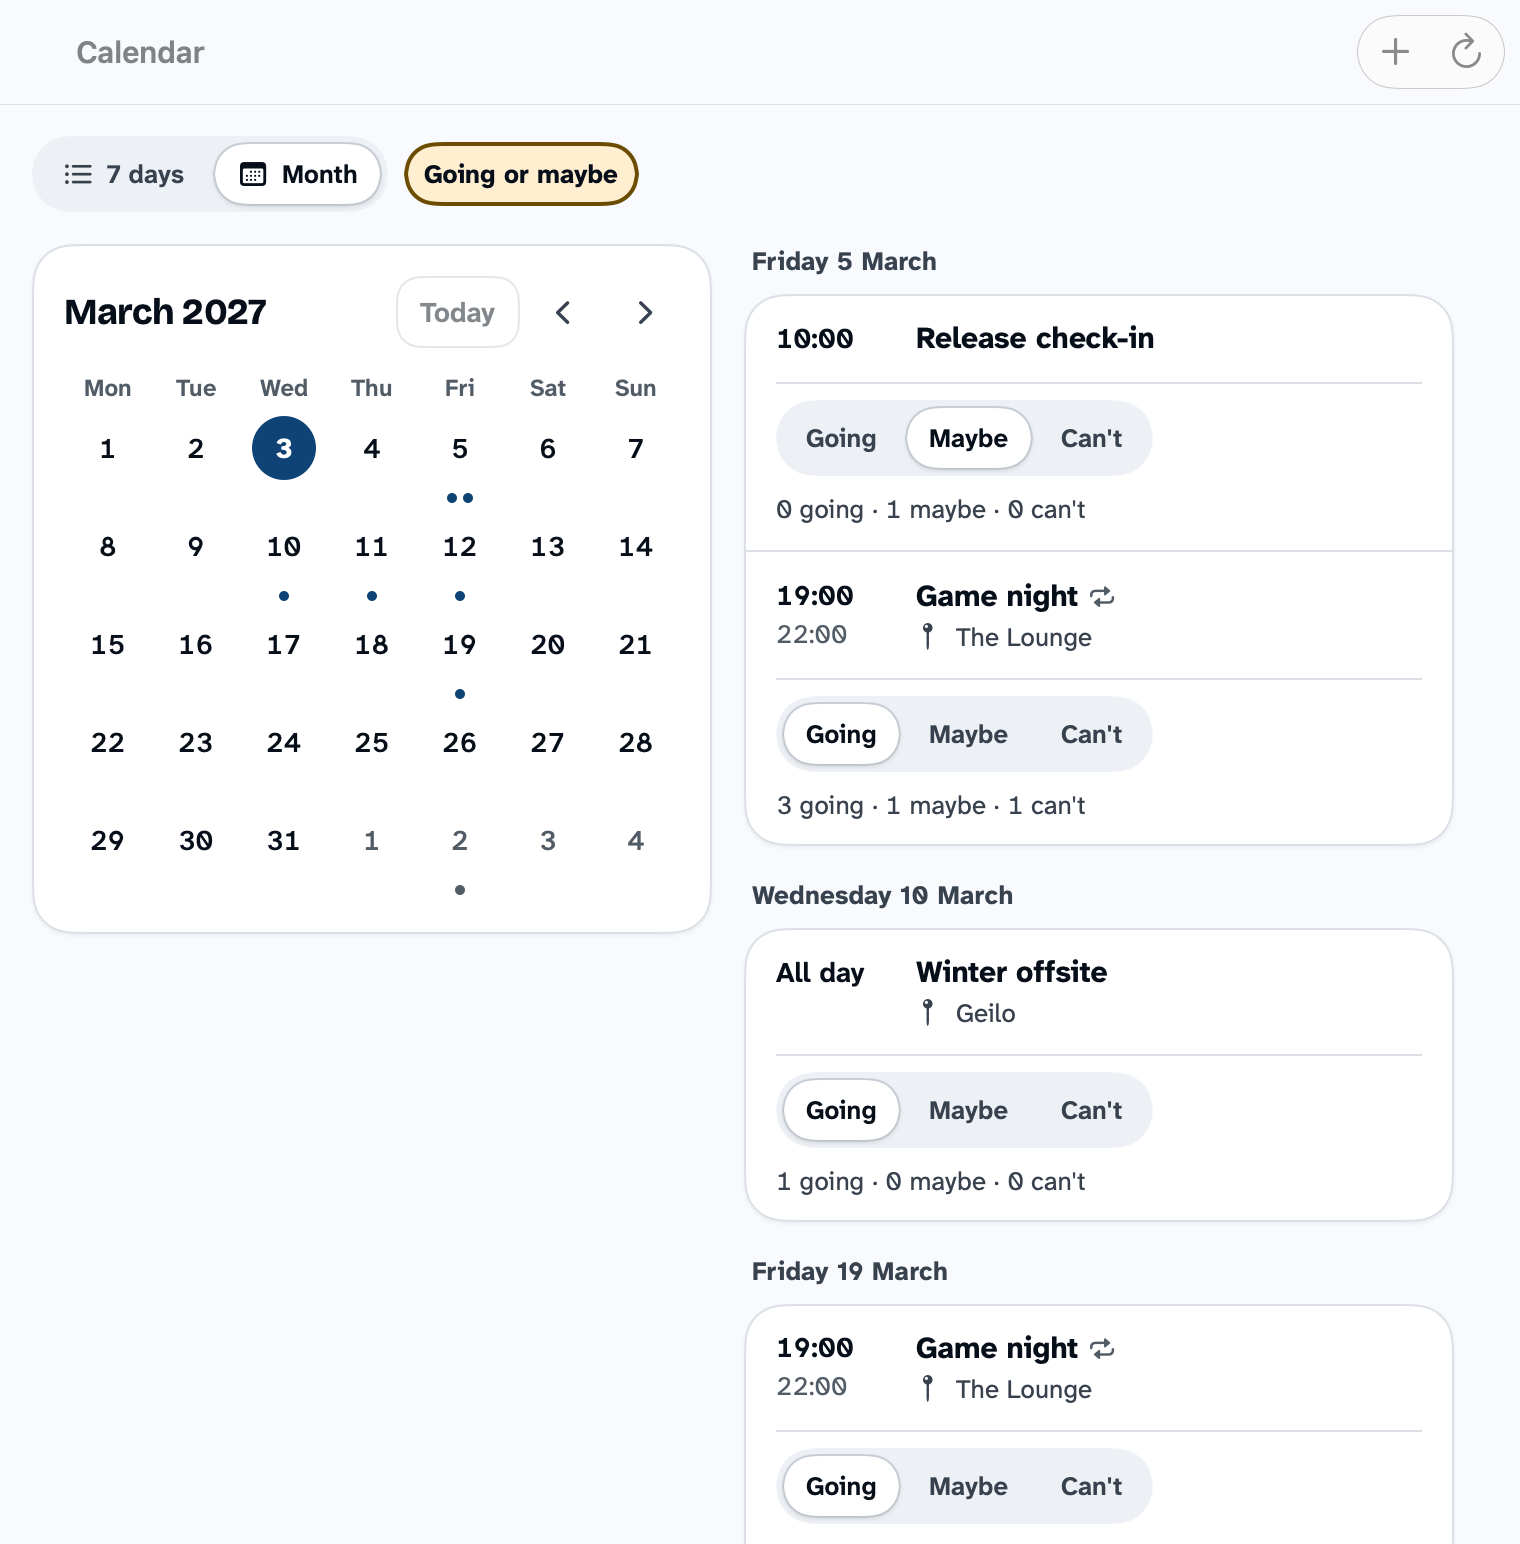 Calendar
7 days Month Going or maybe
March 2027 Today
Mon Tue Wed Thu Fri Sat Sun
1 2 3 4 5 6 7
8 9 10 11 12 13 14
15 16 17 18 19 20 21
22 23 24 25 26 27 28
29 30 31 1 2 3 4
Friday 5 March
10:00 Release check-in
Going Maybe Can't
0 going · 1 maybe · 0 can't
19:00 Game night
22:00 The Lounge
Going Maybe Can't
3 going · 1 maybe · 1 can't
Wednesday 10 March
All day Winter offsite
Geilo
Going Maybe Can't
1 going · 0 maybe · 0 can't
Friday 19 March
19:00 Game night
22:00 The Lounge
Going Maybe Can't